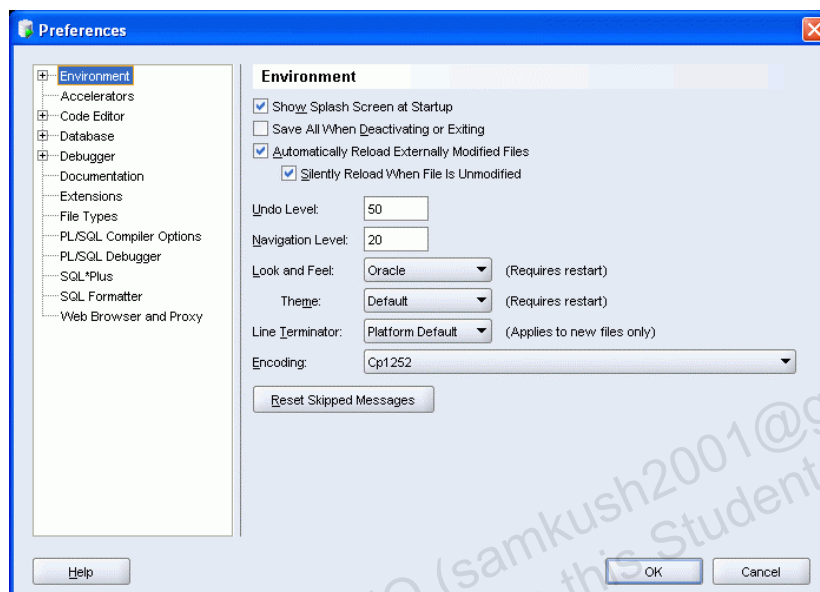 Preferences
Environment
Accelerators
Code Editor
Database
Debugger
Documentation
Extensions
File Types
PL/SQL Compiler Options
PL/SQL Debugger
SQL*Plus
SQL Formatter
Web Browser and Proxy
Environment
Show Splash Screen at Startup
Save All When Deactivating or Exiting
Automatically Reload Externally Modified Files
Silently Reload When File Is Unmodified
Undo Level: 50
Navigation Level: 20
Look and Feel: Oracle (Requires restart)
Theme: Default (Requires restart)
Line Terminator: Platform Default (Applies to new files only)
Encoding: Cp1252
Reset Skipped Messages
Help
OK
Cancel
(samkush2001@g
this Student